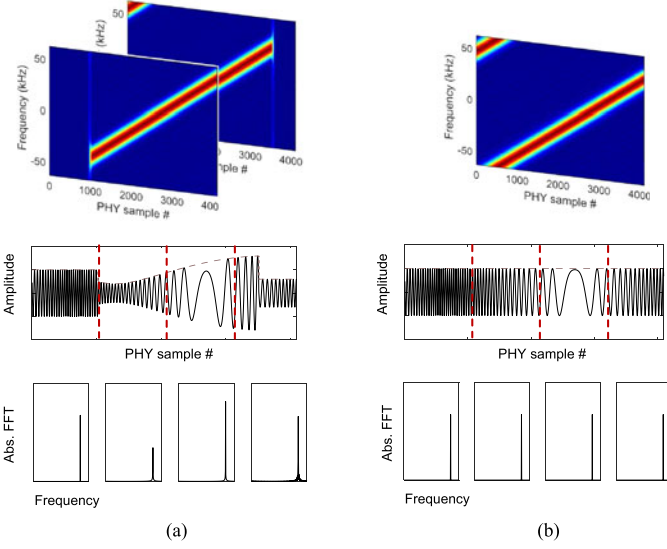 50
(kHz)
50
0
-50
Frequency (kHz)
3000
4000
ple #
0
1000
2000
3000
400
PHY sample #
50
0
-50
Frequency (kHz)
0
1000
2000
3000
4000
PHY sample #
Amplitude
PHY sample #
Amplitude
PHY sample #
Abs. FFT
Frequency
Abs. FFT
Frequency
(a)
(b)